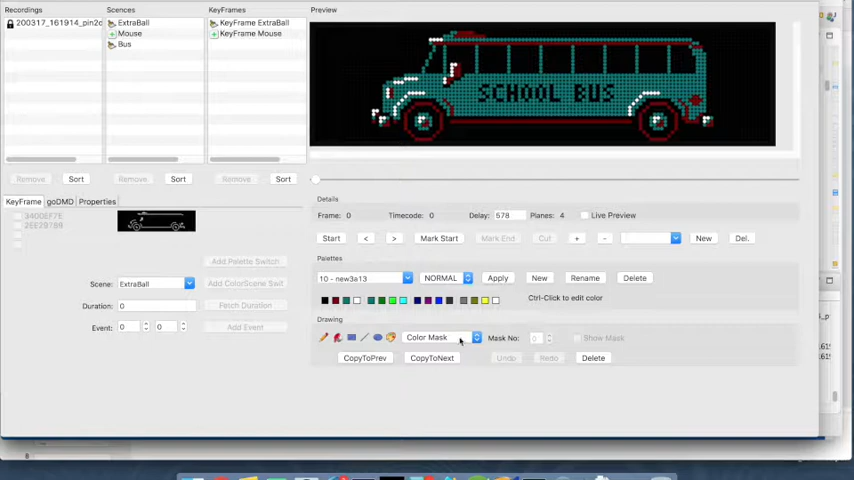 Recordings Scences KeyFrames Preview
200317_161914_pin2d ExtraBall KeyFrame ExtraBall
Mouse KeyFrame Mouse
Bus
SCHOOL BUS
Remove Sort Remove Sort Remove Sort
KeyFrame goDMD Properties Details
3400EF7E Frame: 0 Timecode: 0 Delay: 578 Planes: 4 Live Preview
Start < > Mark Start Mark End Cut + - New Del.
Add Palette Switch Palettes
Scene: ExtraBall Add ColorScene Swit 10 - new3a13 NORMAL Apply New Rename Delete
Duration: 0 Fetch Duration Ctrl-Click to edit color
Event: 0 0 Add Event Drawing
Color Mask Mask No: 0 Show Mask
CopyToPrev CopyToNext Undo Redo Delete